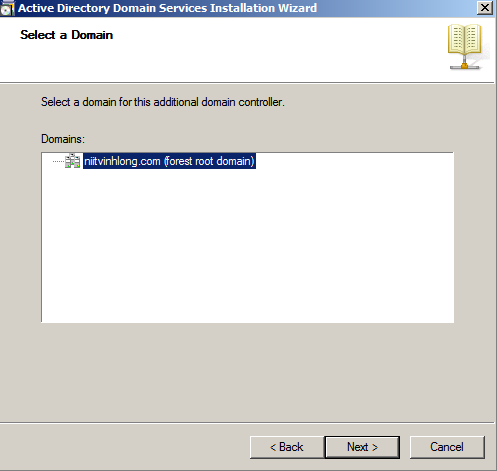 Active Directory Domain Services Installation Wizard
Select a Domain
Select a domain for this additional domain controller.
Domains:
niitvinhlong.com (forest root domain)
< Back Next > Cancel